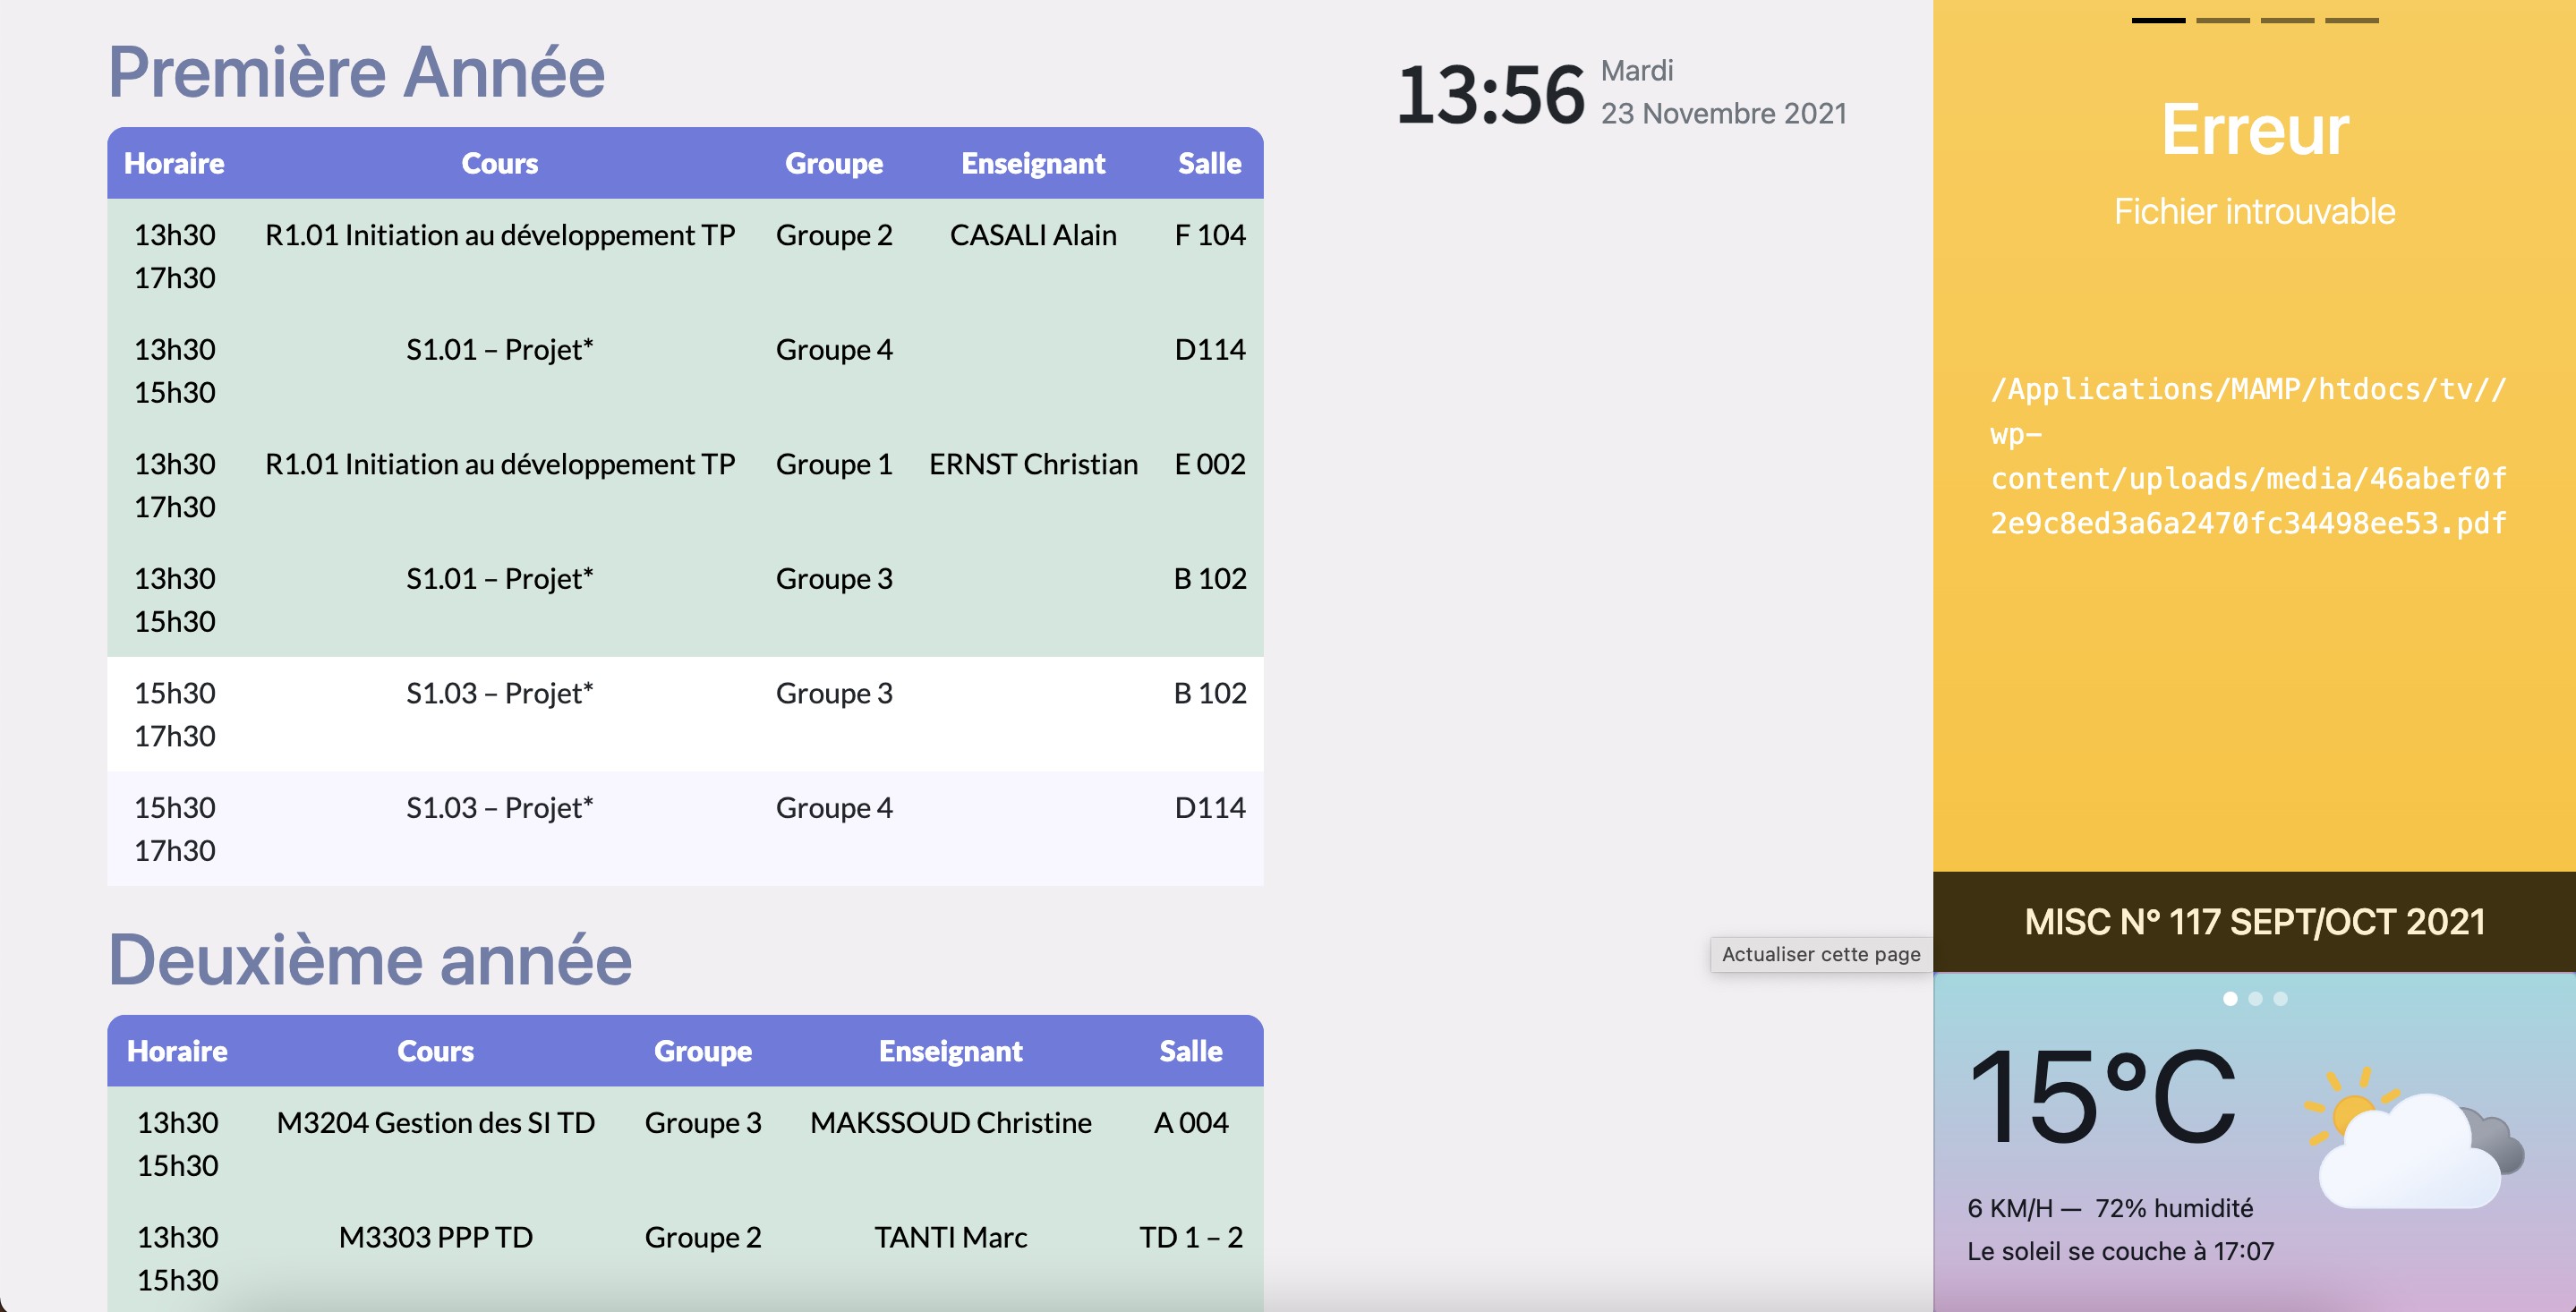 Première Année
Horaire Cours Groupe Enseignant Salle
13h30 R1.01 Initiation au développement TP Groupe 2 CASALI Alain F 104
17h30
13h30 S1.01 – Projet* Groupe 4 D114
15h30
13h30 R1.01 Initiation au développement TP Groupe 1 ERNST Christian E 002
17h30
13h30 S1.01 – Projet* Groupe 3 B 102
15h30
15h30 S1.03 – Projet* Groupe 3 B 102
17h30
15h30 S1.03 – Projet* Groupe 4 D114
17h30
Deuxième année
Horaire Cours Groupe Enseignant Salle
13h30 M3204 Gestion des SI TD Groupe 3 MAKSSOUD Christine A 004
15h30
13h30 M3303 PPP TD Groupe 2 TANTI Marc TD 1 – 2
15h30
13:56
Mardi
23 Novembre 2021
Actualiser cette page
Erreur
Fichier introuvable
/Applications/MAMP/htdocs/tv//
wp-
content/uploads/media/46abef0f
2e9c8ed3a6a2470fc34498ee53.pdf
MISC N° 117 SEPT/OCT 2021
15°C
6 KM/H — 72% humidité
Le soleil se couche à 17:07